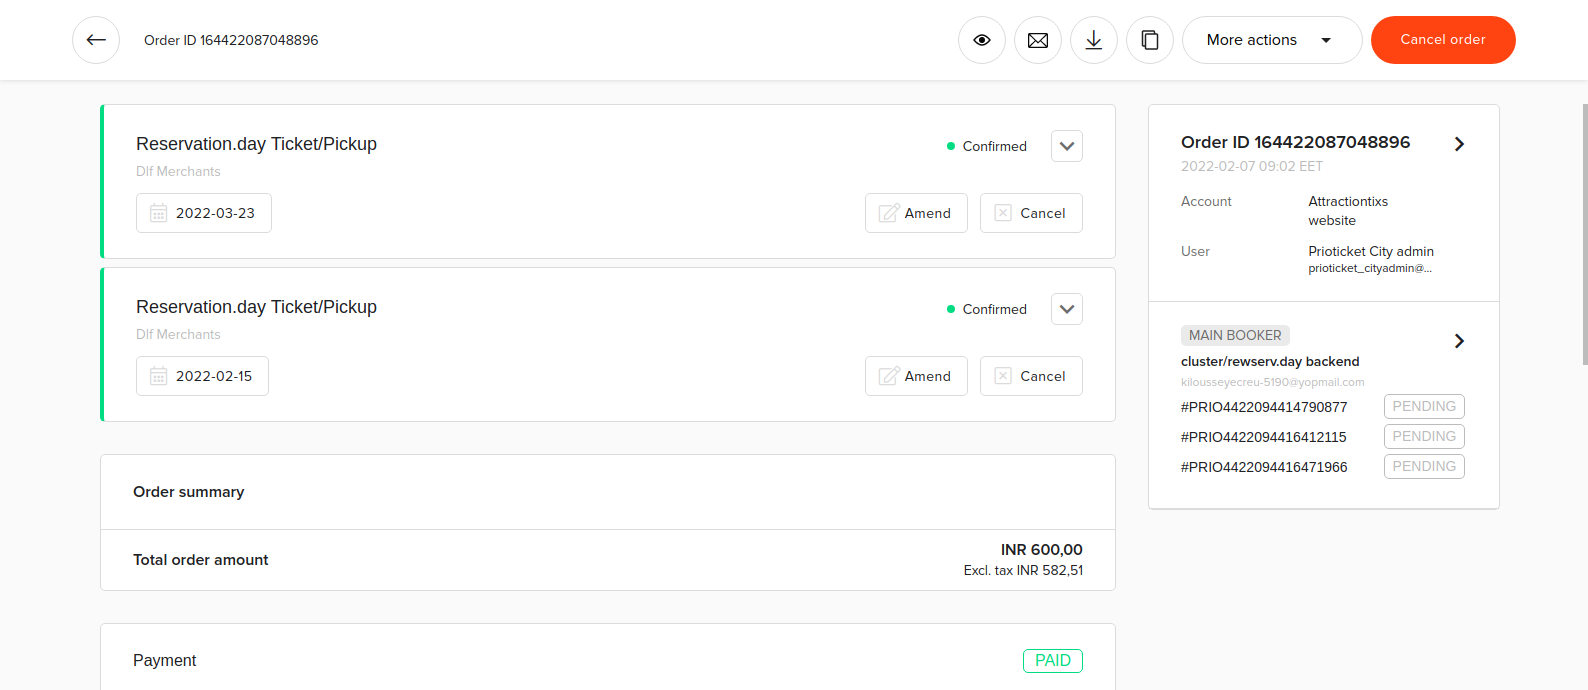 Order ID 164422087048896
More actions
Cancel order
Reservation.day Ticket/Pickup
Confirmed
Dlf Merchants
2022-03-23
Amend
Cancel
Reservation.day Ticket/Pickup
Confirmed
Dlf Merchants
2022-02-15
Amend
Cancel
Order summary
Total order amount
INR 600,00
Excl. tax INR 582,51
Payment
PAID
Order ID 164422087048896
2022-02-07 09:02 EET
Account
Attractiontixs
website
User
Prioticket City admin
prioticket_cityadmin@...
MAIN BOOKER
cluster/rewserv.day backend
kilousseyecreu-5190@yopmail.com
#PRIO4422094414790877 PENDING
#PRIO4422094416412115 PENDING
#PRIO4422094416471966 PENDING